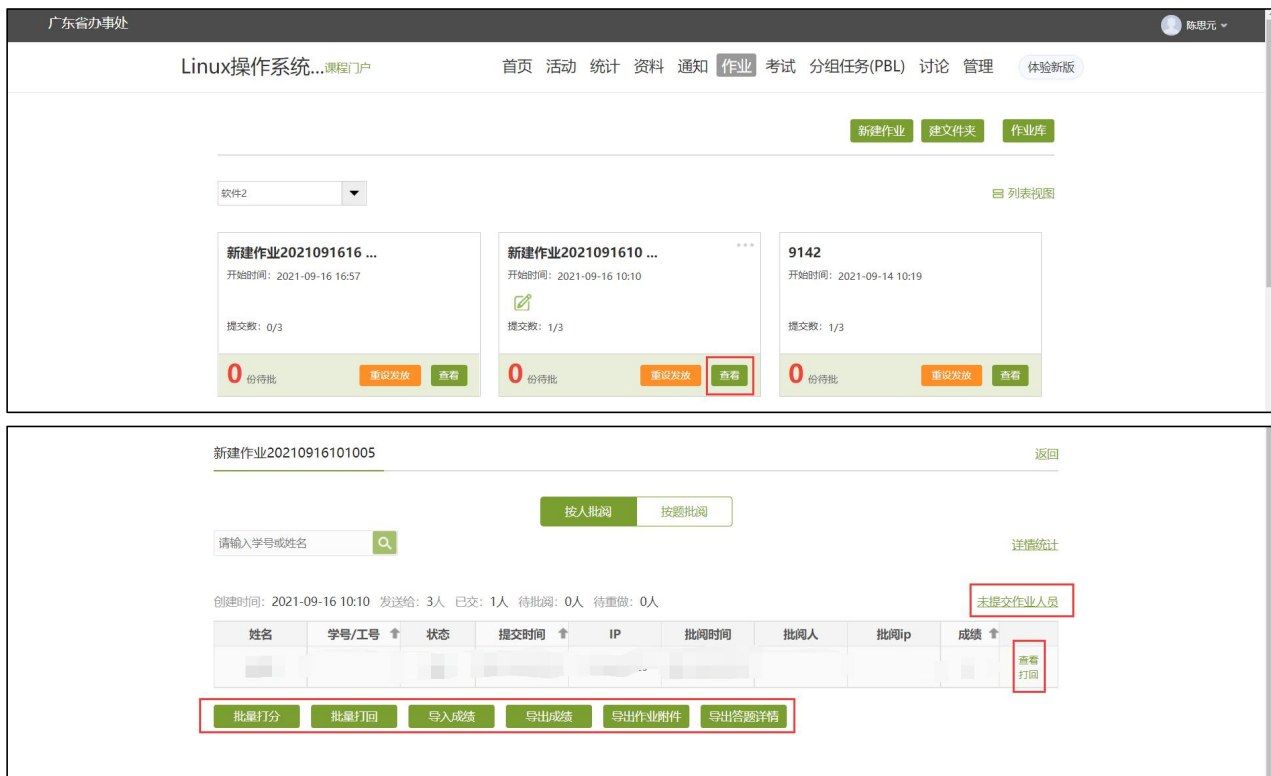 广东省办事处
陈思元
Linux操作系统...课程门户 首页 活动 统计 资料 通知 作业 考试 分组任务(PBL) 讨论 管理 体验新版
新建作业 建文件夹 作业库
软件2 列表视图
新建作业2021091616 ...
开始时间: 2021-09-16 16:57
提交数: 0/3
0 份待批 重设发放 查看
新建作业2021091610 ...
开始时间: 2021-09-16 10:10
提交数: 1/3
0 份待批 重设发放 查看
9142
开始时间: 2021-09-14 10:19
提交数: 1/3
0 份待批 重设发放 查看
新建作业20210916101005 返回
按人批阅 按题批阅
请输入学号或姓名 详情统计
创建时间: 2021-09-16 10:10 发送给: 3人 已交: 1人 待批阅: 0人 待重做: 0人 未提交作业人员
姓名 学号/工号 状态 提交时间 IP 批阅时间 批阅人 批阅ip 成绩
查看
打回
批量打分 批量打回 导入成绩 导出成绩 导出作业附件 导出答题详情